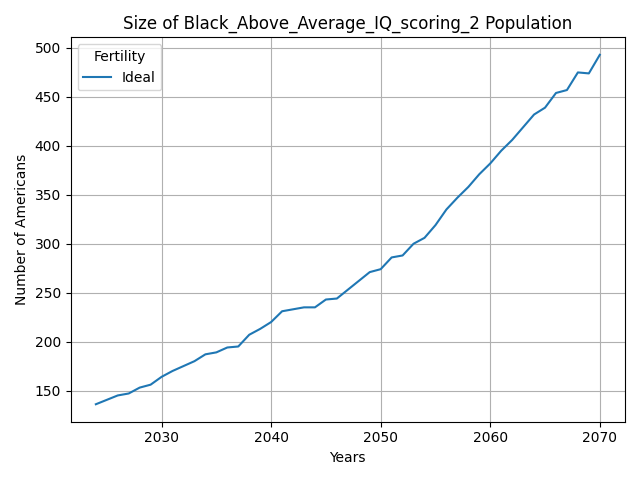 Size of Black_Above_Average_IQ_scoring_2 Population
Fertility
Ideal
500
450
400
350
300
250
200
150
Number of Americans
2030 2040 2050 2060 2070
Years